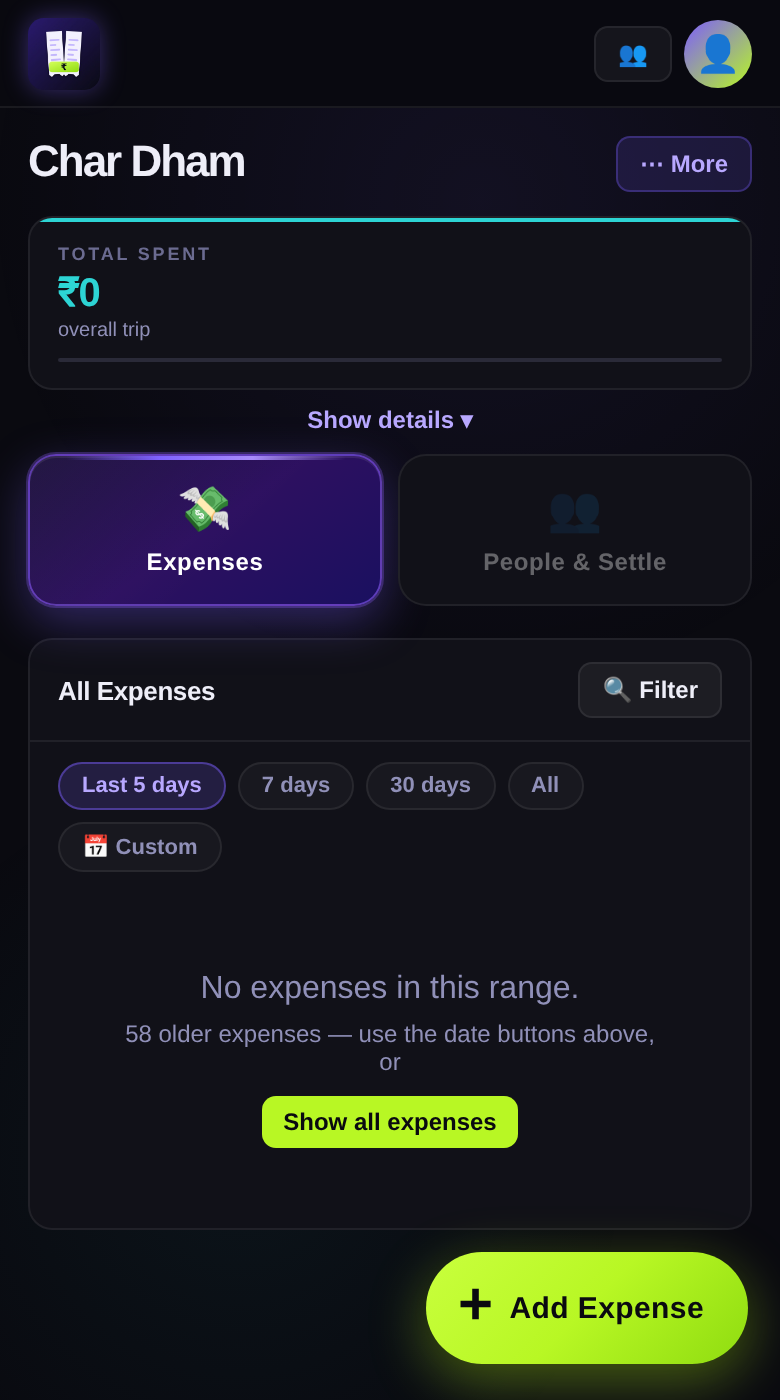 ₹
Char Dham
⋯ More
TOTAL SPENT
₹0
overall trip
Show details ▾
Expenses
People & Settle
All Expenses
Filter
Last 5 days
7 days
30 days
All
Custom
No expenses in this range.
58 older expenses — use the date buttons above,
or
Show all expenses
+ Add Expense